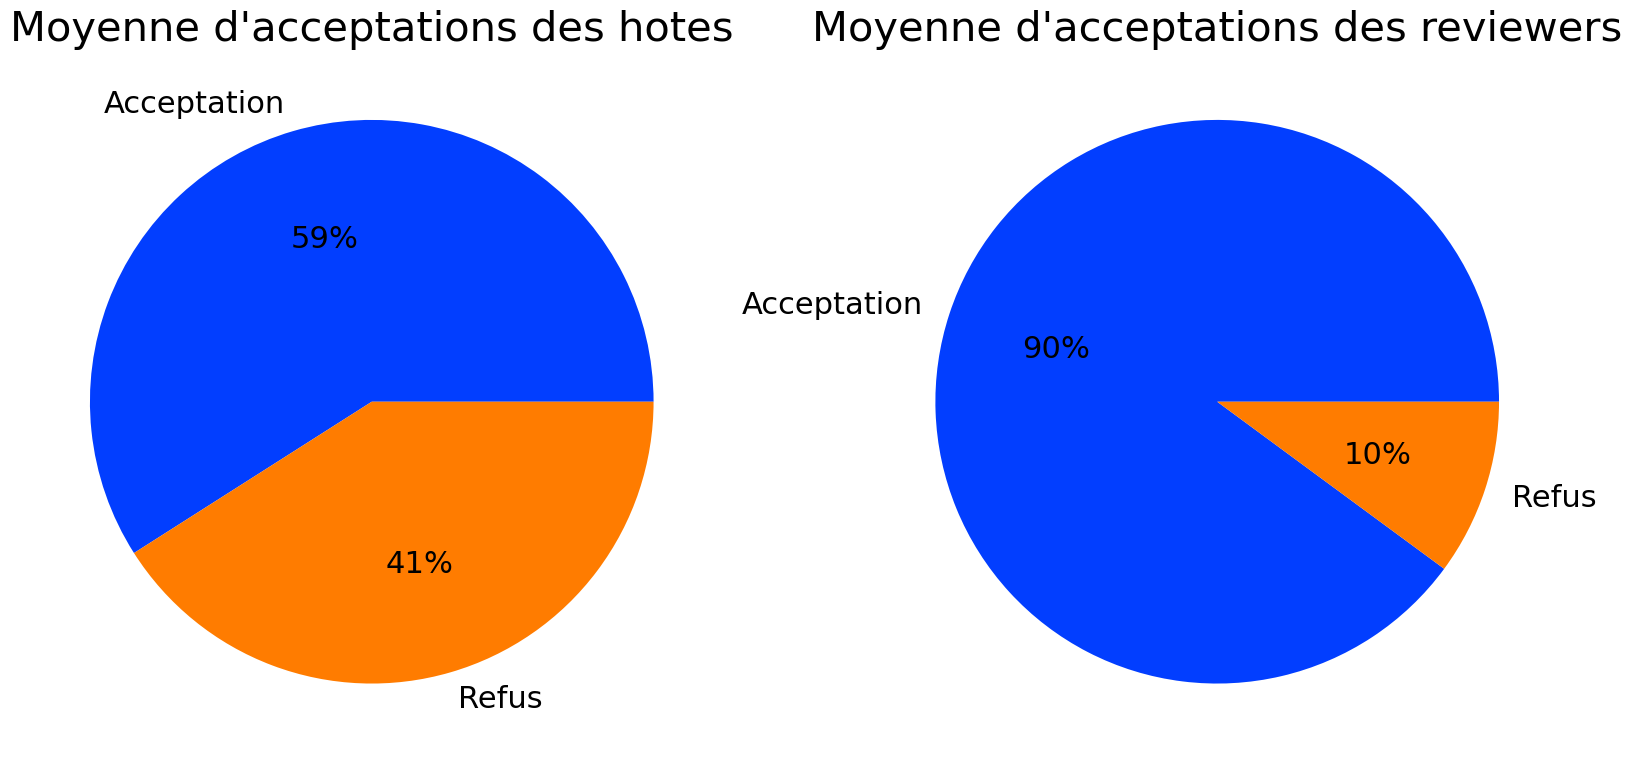 Moyenne d'acceptations des hotes
Acceptation
59%
41%
Refus
Moyenne d'acceptations des reviewers
Acceptation
90%
10%
Refus